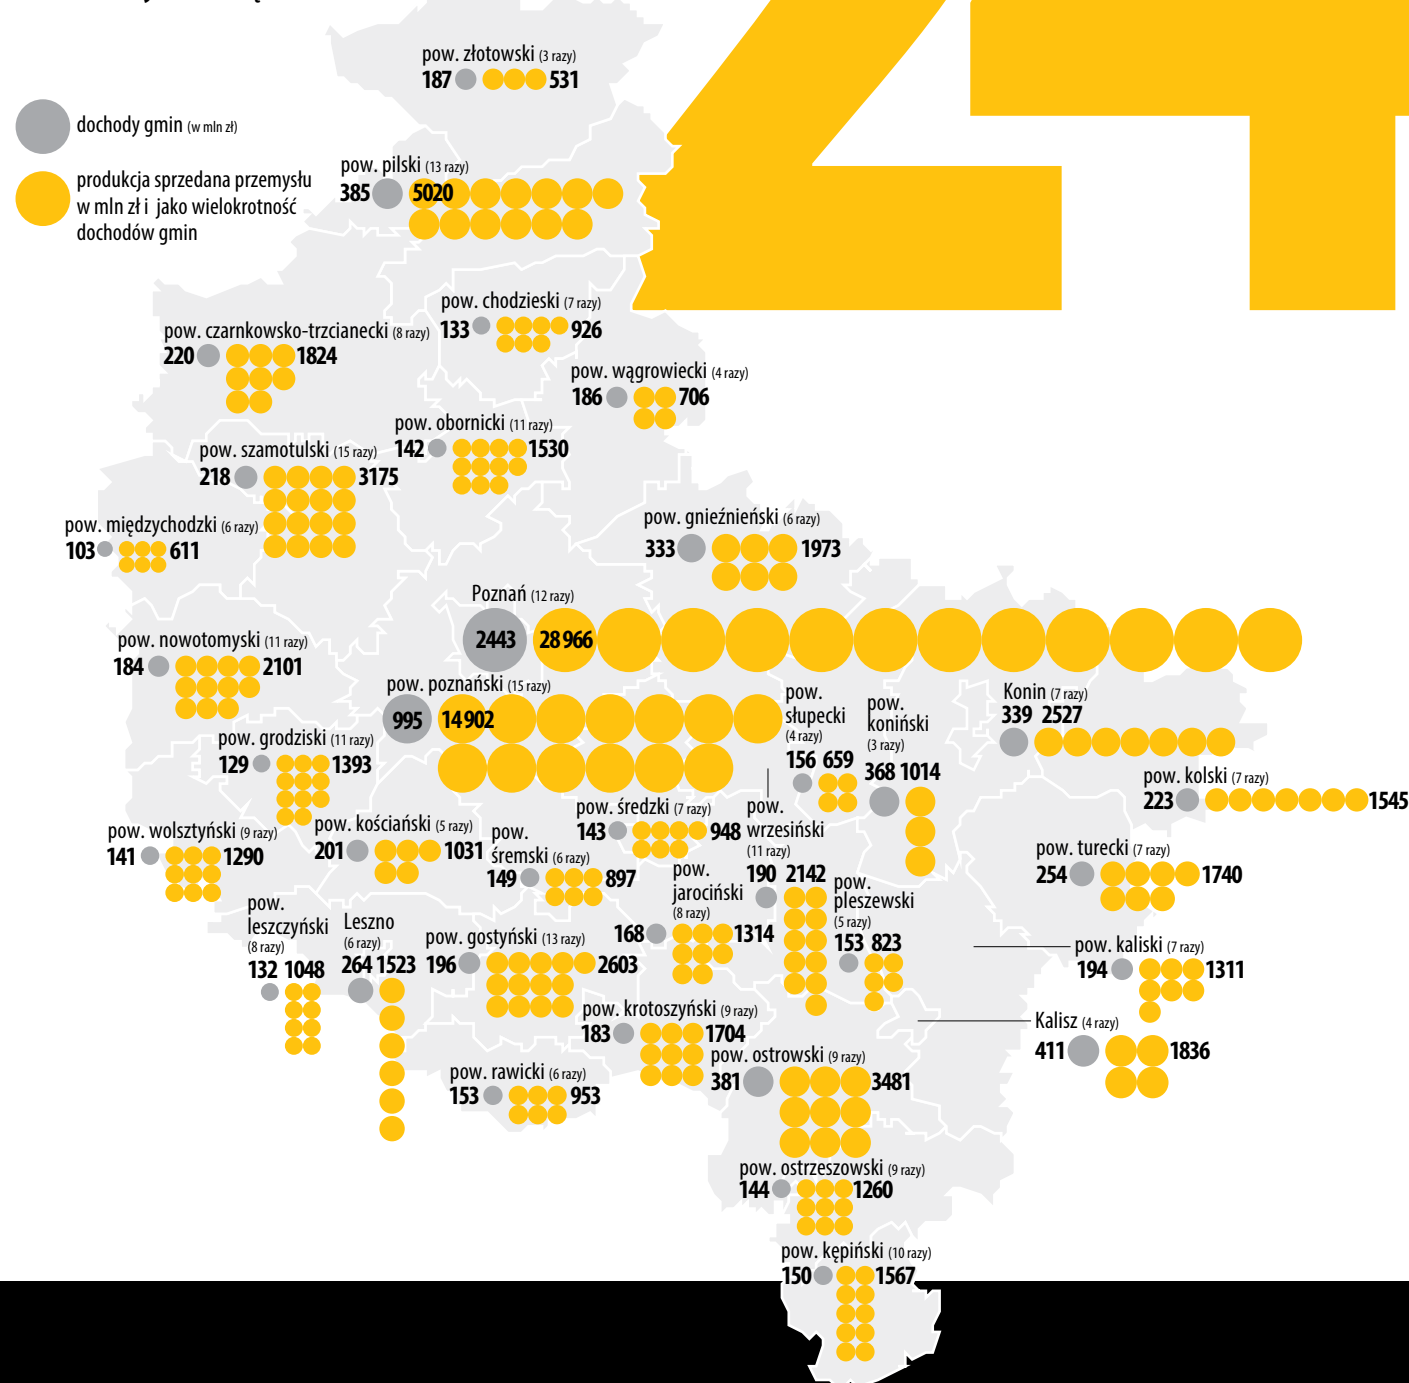 pow. złotowski (3 razy)
187 531
dochody gmin (w mln zł)
produkcja sprzedana przemysłu
w mln zł i jako wielokrotność
dochodów gmin
pow. pilski (13 razy)
385 5020
pow. chodzieski (7 razy)
133 926
pow. czarnkowsko-trzcianecki (8 razy)
220 1824
pow. wągrowiecki (4 razy)
186 706
pow. obornicki (11 razy)
142 1530
pow. szamotulski (15 razy)
218 3175
pow. międzychodzki (6 razy)
103 611
pow. gnieźnieński (6 razy)
333 1973
Poznań (12 razy)
2443 28 966
pow. nowotomyski (11 razy)
184 2101
pow. poznański (15 razy)
995 14 902
pow.
słupecki
(4 razy)
156 659
pow.
koniński
(3 razy)
368 1014
Konin (7 razy)
339 2527
pow. kolski (7 razy)
223 1545
pow. grodziski (11 razy)
129 1393
pow. średzki (7 razy)
143 948
pow.
wrzesiński
(11 razy)
190 2142
pow. wolsztyński (9 razy)
141 1290
pow. kościański (5 razy)
201 1031
pow.
śremski (6 razy)
149 897
pow. turecki (7 razy)
254 1740
pow.
jarociński
(8 razy)
168 1314
pow.
pleszewski
(5 razy)
153 823
pow.
leszczyński
(8 razy)
132 1048
Leszno
(6 razy)
264 1523
pow. gostyński (13 razy)
196 2603
pow. kaliski (7 razy)
194 1311
pow. krotoszyński (9 razy)
183 1704
Kalisz (4 razy)
411 1836
pow. ostrowski (9 razy)
381 3481
pow. rawicki (6 razy)
153 953
pow. ostrzeszowski (9 razy)
144 1260
pow. kępiński (10 razy)
150 1567